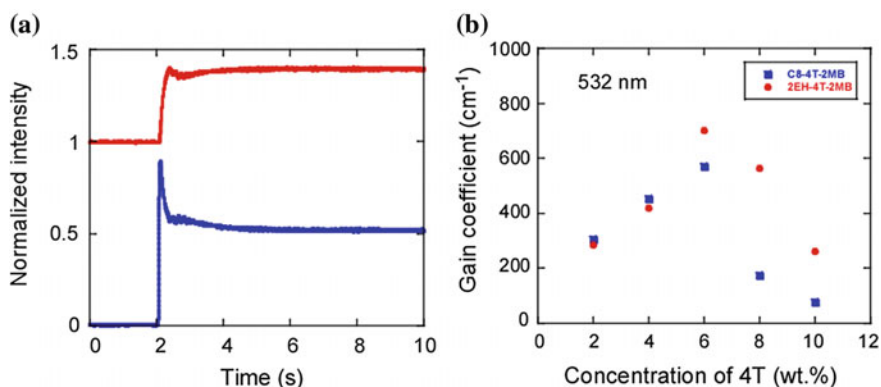 (a)
1.5
1
0.5
0
Normalized intensity
0 2 4 6 8 10
Time (s)
(b)
1000
800
600
400
200
0
Gain coefficient (cm⁻¹)
532 nm
C8-4T-2MB
2EH-4T-2MB
0 2 4 6 8 10 12
Concentration of 4T (wt.%)